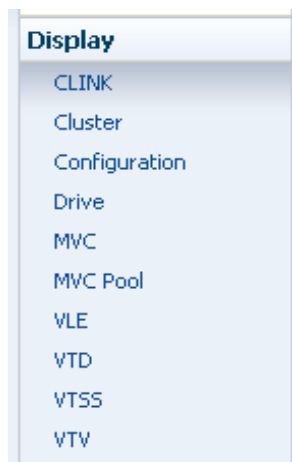 Display
CLINK
Cluster
Configuration
Drive
MVC
MVC Pool
VLE
VTD
VTSS
VTV